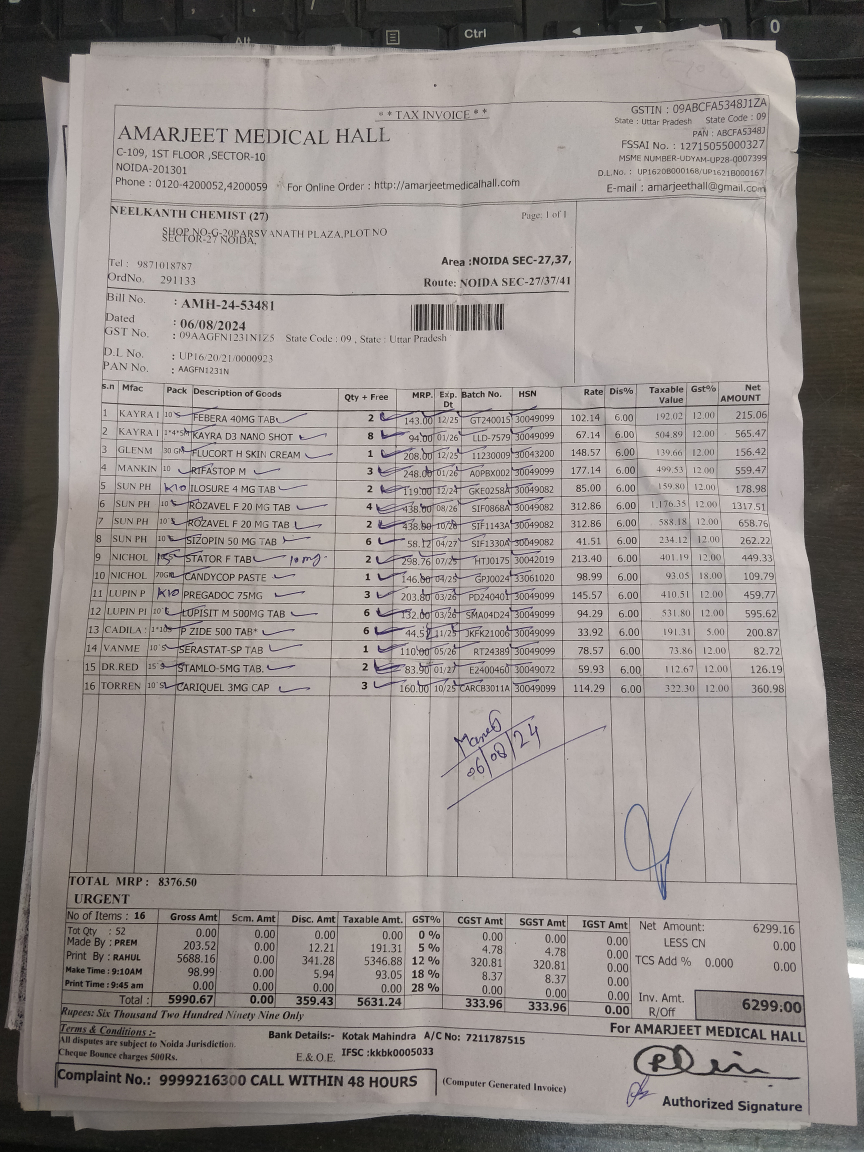 Alt
Ctrl
0
* * TAX INVOICE * *
GSTIN : 09ABCFA5348J1ZA
State : Uttar Pradesh State Code : 09
PAN : ABCFA5348J
FSSAI No. : 12715055000327
MSME NUMBER-UDYAM-UP28-0007399
D.L.No. : UP1620B000168/UP1621B000167
E-mail : amarjeethall@gmail.com
AMARJEET MEDICAL HALL
C-109, 1ST FLOOR ,SECTOR-10
NOIDA-201301
Phone : 0120-4200052,4200059 For Online Order : http://amarjeetmedicalhall.com
NEELKANTH CHEMIST (27) Page: 1 of 1
SHOP NO-G-29PARSVANATH PLAZA,PLOT NO
SECTOR-27 NOIDA,
Tel : 9871018787 Area :NOIDA SEC-27,37,
OrdNo. 291133 Route: NOIDA SEC-27/37/41
Bill No. : AMH-24-53481
Dated : 06/08/2024
GST No. : 09AAGFN1231N1Z5 State Code : 09 , State : Uttar Pradesh
D.L No. : UP16/20/21/0000923
PAN No. : AAGFN1231N
s.n Mfac Pack Description of Goods Qty + Free MRP. Exp. Dt Batch No. HSN Rate Dis% Taxable Value Gst% Net AMOUNT
1 KAYRA I 10 FEBERA 40MG TAB 2 143.00 12/25 GT240015 30049099 102.14 6.00 192.02 12.00 215.06
2 KAYRA I 1*4*5M KAYRA D3 NANO SHOT 8 94.00 01/26 LLD-7579 30049099 67.14 6.00 504.89 12.00 565.47
3 GLENM 30 GM FLUCORT H SKIN CREAM 1 208.00 12/25 11230009 30043200 148.57 6.00 139.66 12.00 156.42
4 MANKIN 10 RIFASTOP M 3 248.00 01/26 A0PBX002 30049099 177.14 6.00 499.53 12.00 559.47
5 SUN PH K10 ILOSURE 4 MG TAB 2 119.00 12/24 GKE0258A 30049082 85.00 6.00 159.80 12.00 178.98
6 SUN PH 10 ROZAVEL F 20 MG TAB 4 438.00 08/26 SIF0868A 30049082 312.86 6.00 1,176.35 12.00 1317.51
7 SUN PH 10 ROZAVEL F 20 MG TAB 2 438.00 10/26 SIF1143A 30049082 312.86 6.00 588.18 12.00 658.76
8 SUN PH 10 SIZOPIN 50 MG TAB 6 58.12 04/27 SIF1330A 30049082 41.51 6.00 234.12 12.00 262.22
9 NICHOL STATOR F TAB 10 mg. 2 298.76 07/25 HTJ0175 30042019 213.40 6.00 401.19 12.00 449.33
10 NICHOL 70GM CANDYCOP PASTE 1 146.00 04/25 GPJ0024 33061020 98.99 6.00 93.05 18.00 109.79
11 LUPIN P K10 PREGADOC 75MG 3 203.80 03/26 PD240401 30049099 145.57 6.00 410.51 12.00 459.77
12 LUPIN PI 10 LUPISIT M 500MG TAB 6 132.00 03/26 SMA04D24 30049099 94.29 6.00 531.80 12.00 595.62
13 CADILA 1*10 P ZIDE 500 TAB* 6 44.52 11/25 JKFK21006 30049099 33.92 6.00 191.31 5.00 200.87
14 VANME 10'S SERASTAT-SP TAB 1 110.00 05/26 RT24389 30049099 78.57 6.00 73.86 12.00 82.72
15 DR.RED 15'S STAMLO-5MG TAB. 2 83.90 01/27 E2400460 30049072 59.93 6.00 112.67 12.00 126.19
16 TORREN 10'S CARIQUEL 3MG CAP 3 160.00 10/25 CARCB3011A 30049099 114.29 6.00 322.30 12.00 360.98
06/08/24
TOTAL MRP : 8376.50
URGENT
No of Items : 16 Gross Amt Scm. Amt Disc. Amt Taxable Amt. GST% CGST Amt SGST Amt IGST Amt Net Amount: 6299.16
Tot Qty : 52 0.00 0.00 0.00 0.00 0 % 0.00 0.00 0.00 LESS CN 0.00
Made By : PREM 203.52 0.00 12.21 191.31 5 % 4.78 4.78 0.00
Print By : RAHUL 5688.16 0.00 341.28 5346.88 12 % 320.81 320.81 0.00 TCS Add % 0.000 0.00
Make Time : 9:10AM 98.99 0.00 5.94 93.05 18 % 8.37 8.37 0.00
Print Time : 9:45 am 0.00 0.00 0.00 0.00 28 % 0.00 0.00 0.00
Total : 5990.67 0.00 359.43 5631.24 333.96 333.96 0.00 Inv. Amt. R/Off 6299.00
Rupees: Six Thousand Two Hundred Ninety Nine Only
For AMARJEET MEDICAL HALL
Terms & Conditions :-
All disputes are subject to Noida Jurisdiction.
Cheque Bounce charges 500Rs.
Bank Details:- Kotak Mahindra A/C No: 7211787515
E.& O.E. IFSC :kkbk0005033
Complaint No.: 9999216300 CALL WITHIN 48 HOURS
(Computer Generated Invoice)
Authorized Signature